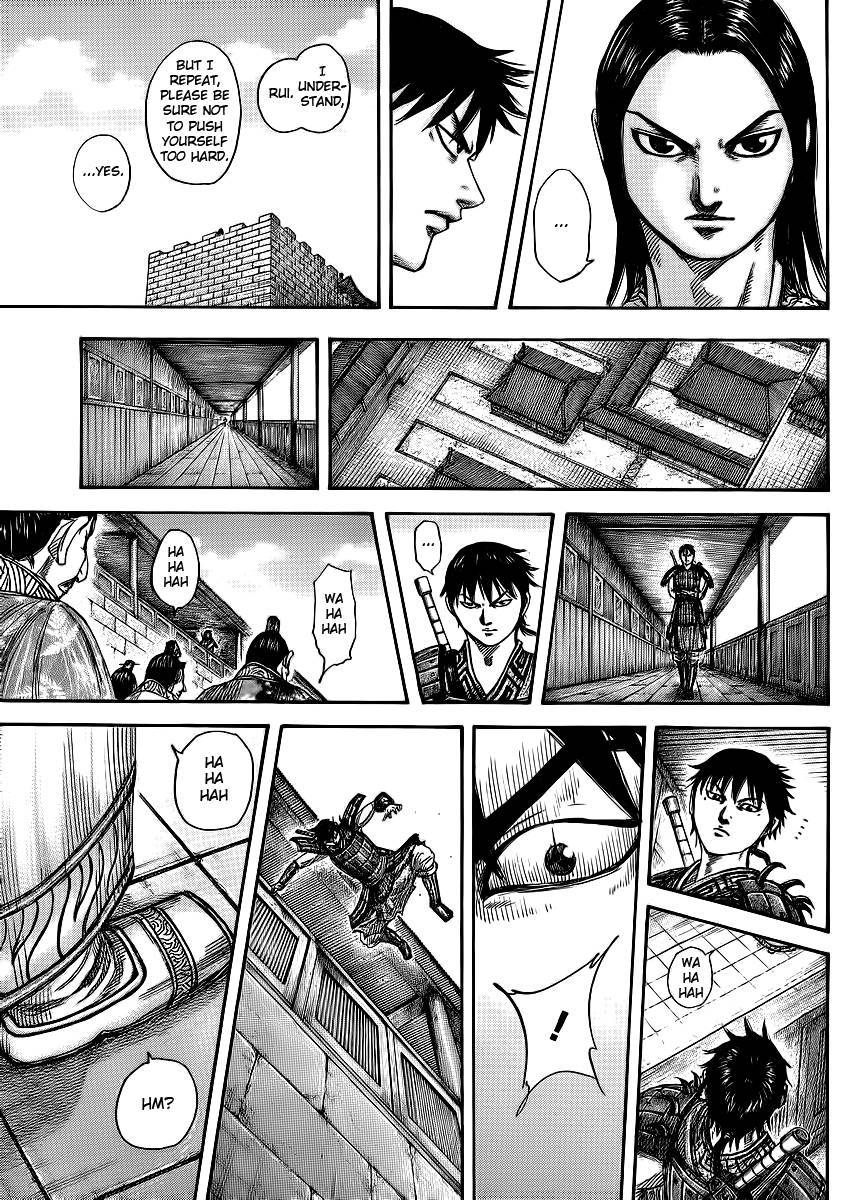 ...
I
UNDER-
STAND,
RUI.
BUT I
REPEAT,
PLEASE BE
SURE NOT
TO PUSH
YOURSELF
TOO HARD.
...YES.
...
WA
HA
HAH
HA
HA
HAH
WA
HA
HAH
!
HA
HA
HAH
HM?